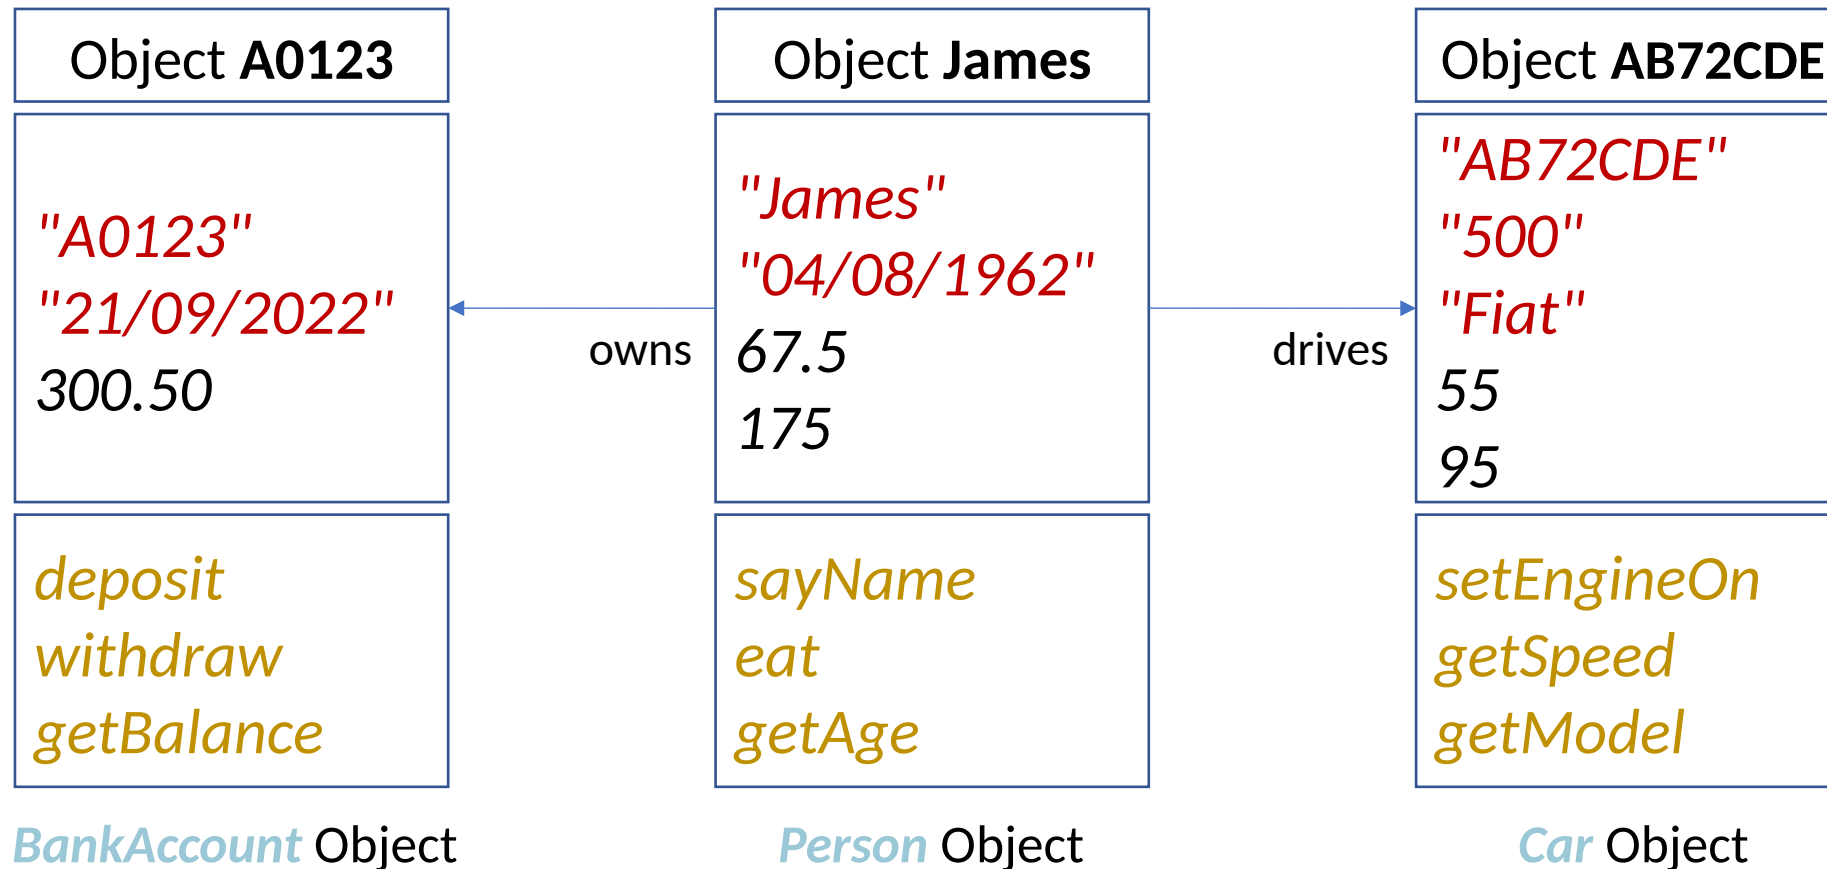 Object A0123
"A0123"
"21/09/2022"
300.50
deposit
withdraw
getBalance
BankAccount Object
owns
Object James
"James"
"04/08/1962"
67.5
175
sayName
eat
getAge
Person Object
drives
Object AB72CDE
"AB72CDE"
"500"
"Fiat"
55
95
setEngineOn
getSpeed
getModel
Car Object